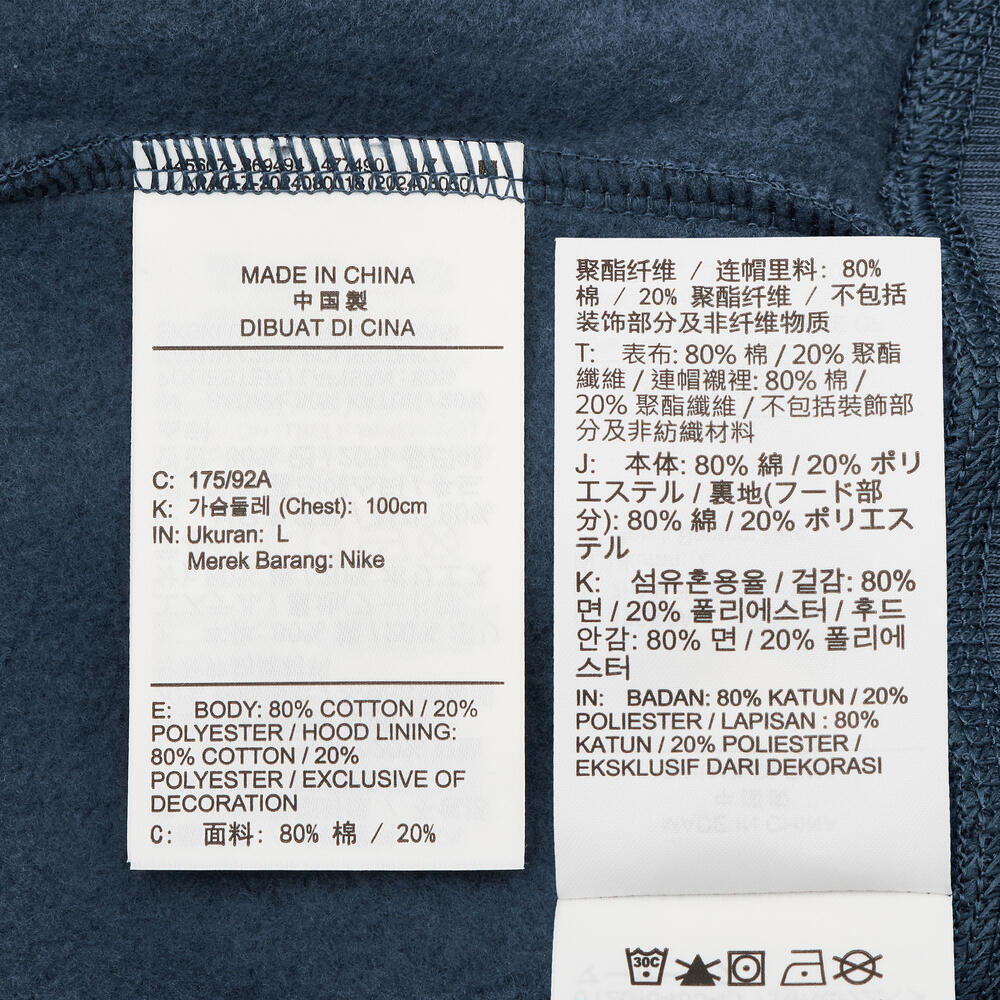 MADE IN CHINA
中国製
DIBUAT DI CINA
C: 175/92A
K: 가슴둘레 (Chest): 100cm
IN: Ukuran: L
Merek Barang: Nike
E: BODY: 80% COTTON / 20%
POLYESTER / HOOD LINING:
80% COTTON / 20%
POLYESTER / EXCLUSIVE OF
DECORATION
C: 面料: 80% 棉 / 20%
聚酯纤维 / 连帽里料: 80%
棉 / 20% 聚酯纤维 / 不包括
装饰部分及非纤维物质
T: 表布: 80% 棉 / 20% 聚酯
纖維 / 連帽襯裡: 80% 棉 /
20% 聚酯纖維 / 不包括裝飾部
分及非紡織材料
J: 本体: 80% 綿 / 20% ポリ
エステル / 裏地(フード部
分): 80% 綿 / 20% ポリエス
テル
K: 섬유혼용율 / 겉감: 80%
면 / 20% 폴리에스터 / 후드
안감: 80% 면 / 20% 폴리에
스터
IN: BADAN: 80% KATUN / 20%
POLIESTER / LAPISAN : 80%
KATUN / 20% POLIESTER /
EKSKLUSIF DARI DEKORASI
30C